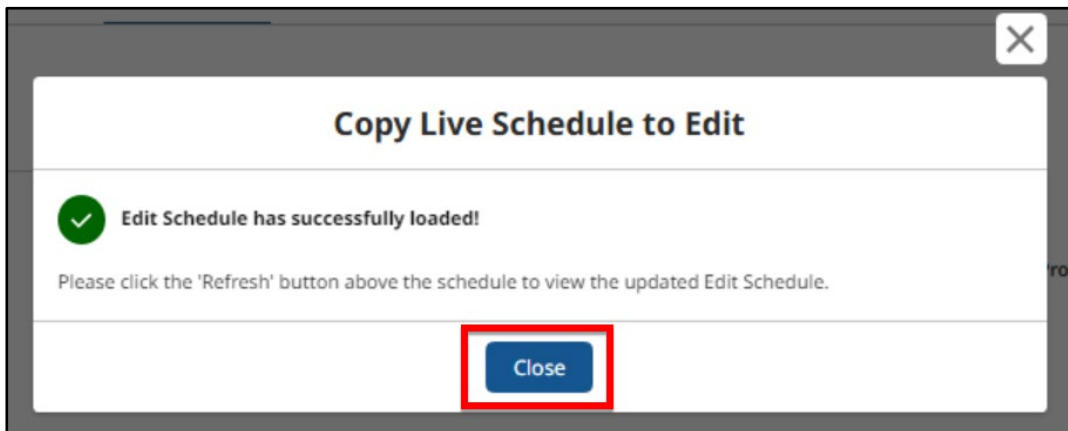 Copy Live Schedule to Edit
Edit Schedule has successfully loaded!
Please click the 'Refresh' button above the schedule to view the updated Edit Schedule.
Close